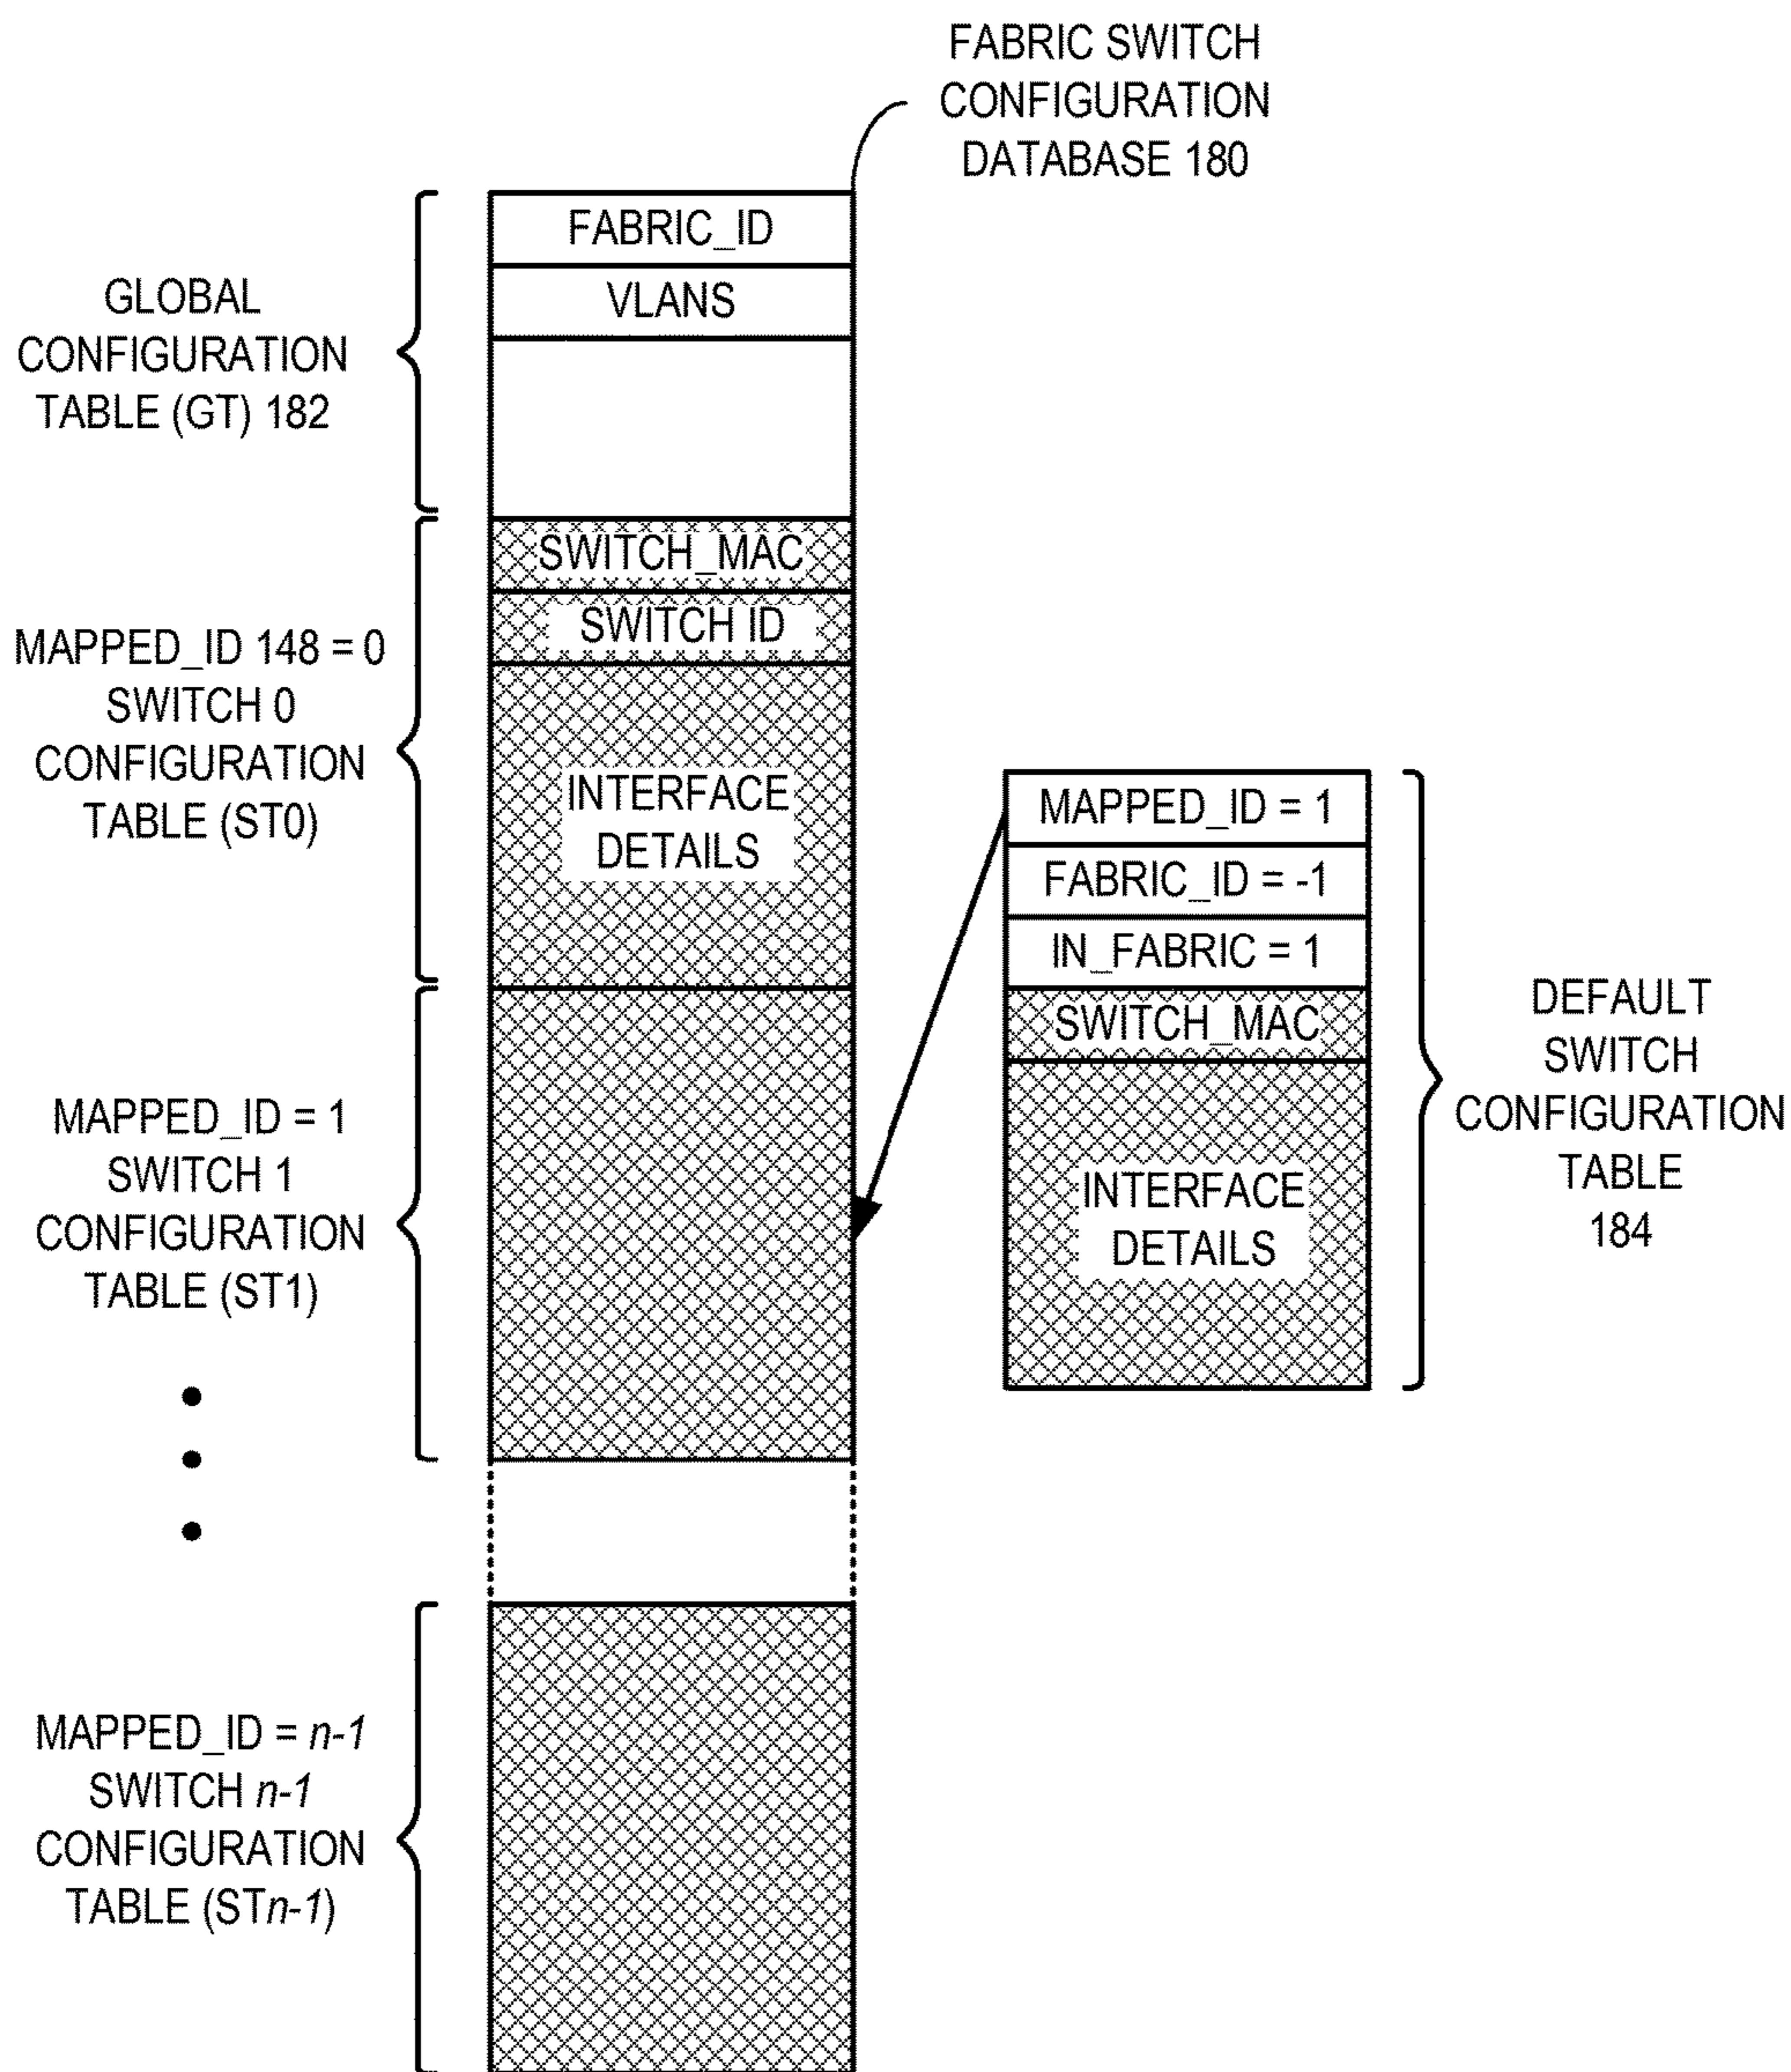 FABRIC SWITCH
CONFIGURATION
DATABASE 180
FABRIC_ID
VLANS
GLOBAL
CONFIGURATION
TABLE (GT) 182
SWITCH_MAC
SWITCH ID
INTERFACE
DETAILS
MAPPED_ID 148 = 0
SWITCH 0
CONFIGURATION
TABLE (ST0)
MAPPED_ID = 1
FABRIC_ID = -1
IN_FABRIC = 1
SWITCH_MAC
INTERFACE
DETAILS
DEFAULT
SWITCH
CONFIGURATION
TABLE
184
MAPPED_ID = 1
SWITCH 1
CONFIGURATION
TABLE (ST1)
MAPPED_ID = n-1
SWITCH n-1
CONFIGURATION
TABLE (STn-1)